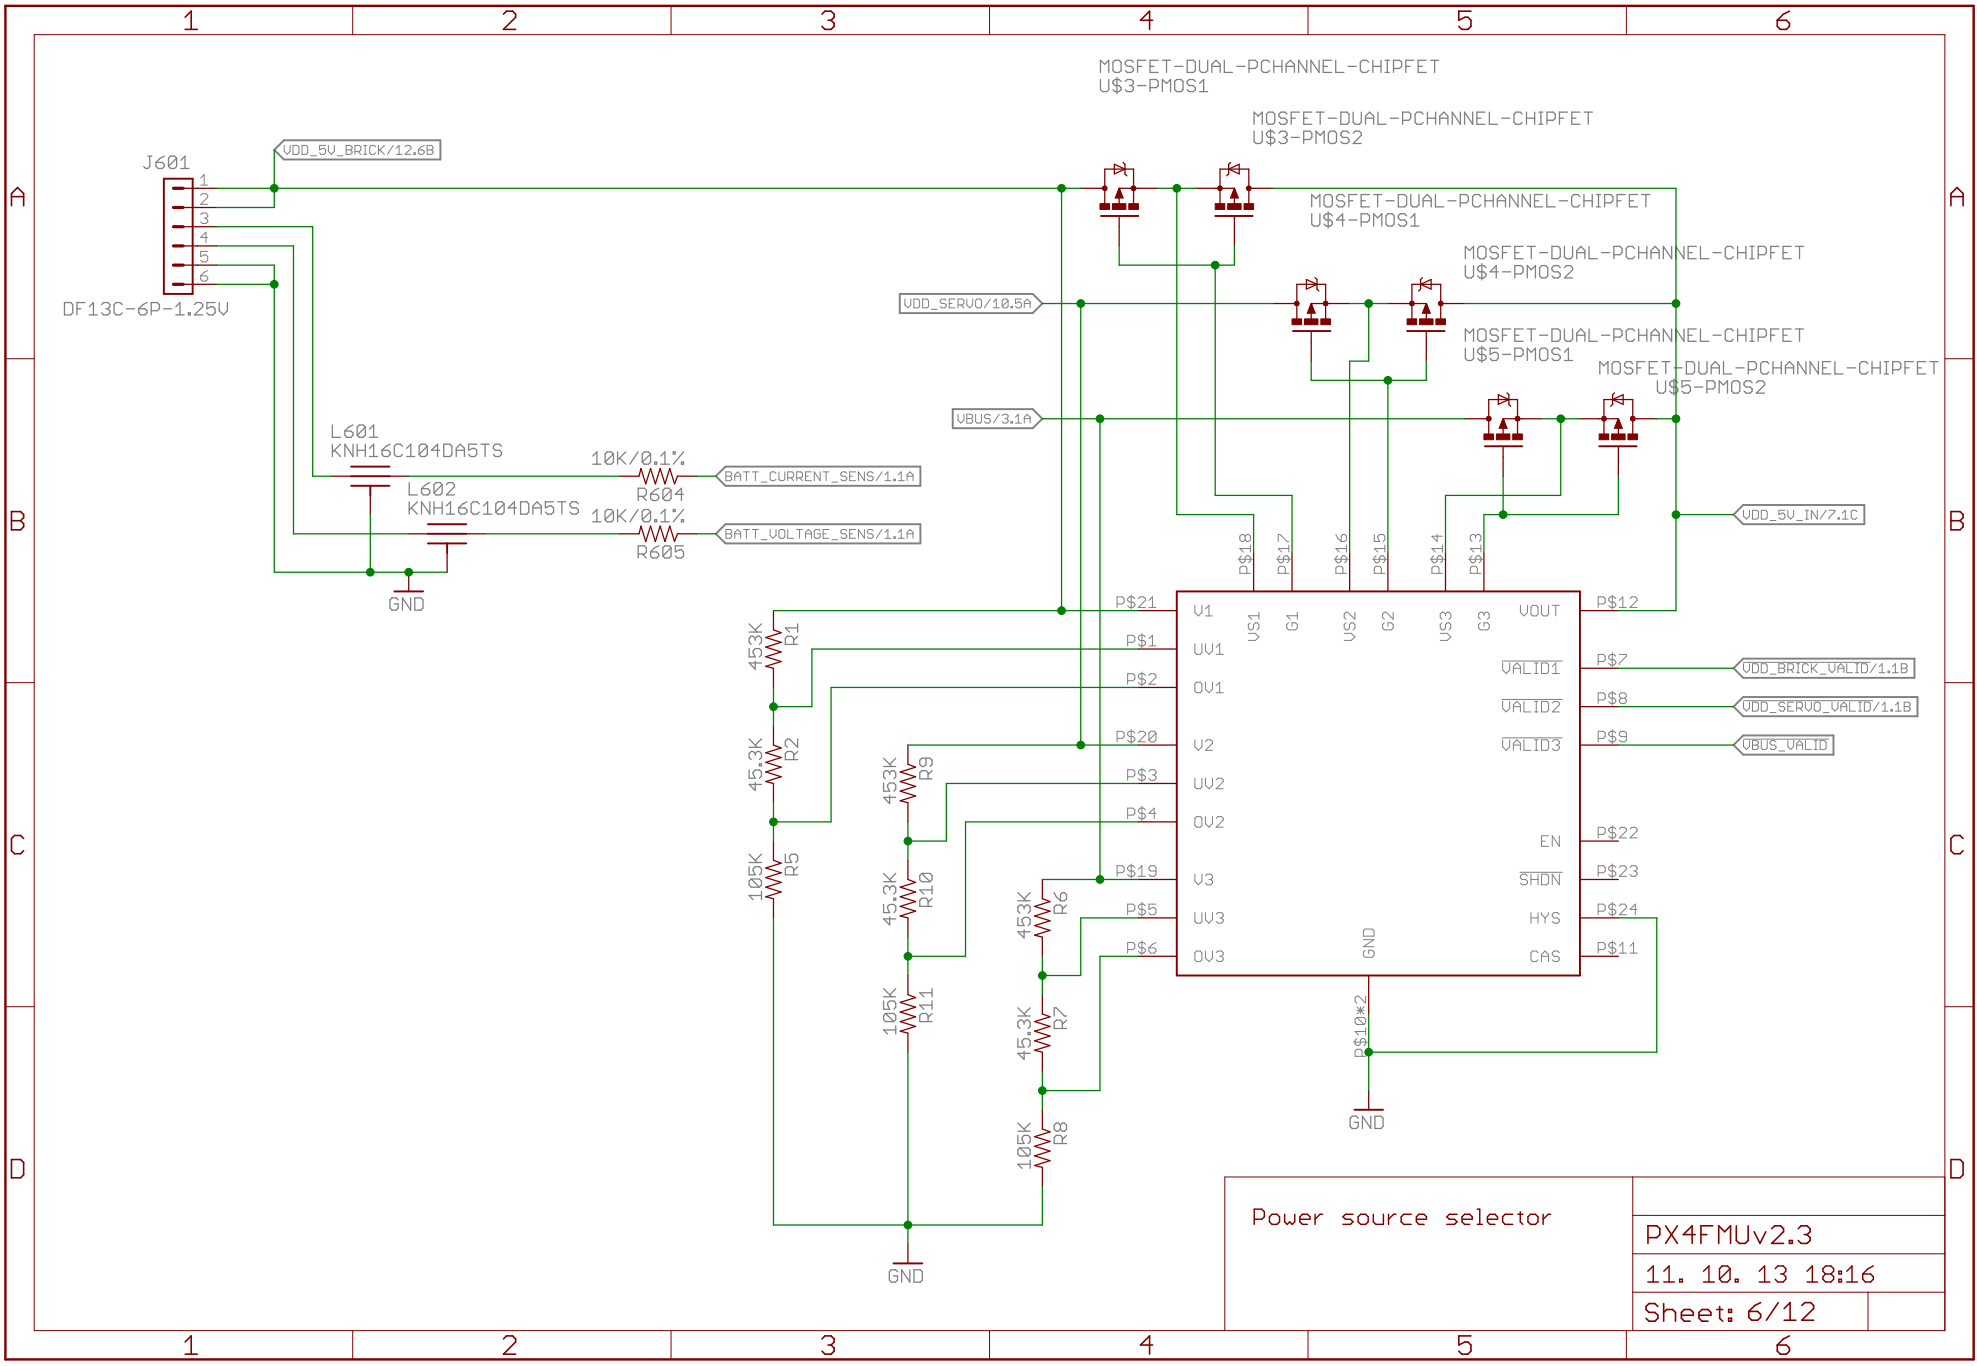 1 2 3 4 5 6
MOSFET-DUAL-PCHANNEL-CHIPFET
U$3-PMOS1
MOSFET-DUAL-PCHANNEL-CHIPFET
U$3-PMOS2
VDD_5V_BRICK/12.6B
J601
1
2
3
4
5
6
DF13C-6P-1.25V
A A
MOSFET-DUAL-PCHANNEL-CHIPFET
U$4-PMOS1
MOSFET-DUAL-PCHANNEL-CHIPFET
U$4-PMOS2
VDD_SERVO/10.5A
MOSFET-DUAL-PCHANNEL-CHIPFET
U$5-PMOS1
MOSFET-DUAL-PCHANNEL-CHIPFET
U$5-PMOS2
VBUS/3.1A
L601
KNH16C104DA5TS
10K/0.1%
R604
BATT_CURRENT_SENS/1.1A
L602
KNH16C104DA5TS
10K/0.1%
R605
BATT_VOLTAGE_SENS/1.1A
GND
B B
VDD_5V_IN/7.1C
P$18 P$17 P$16 P$15 P$14 P$13
VS1 G1 VS2 G2 VS3 G3
P$21 V1
P$1 UV1
P$2 OV1
P$20 V2
P$3 UV2
P$4 OV2
P$19 V3
P$5 UV3
P$6 OV3
VOUT P$12
VALID1 P$7 VDD_BRICK_VALID/1.1B
VALID2 P$8 VDD_SERVO_VALID/1.1B
VALID3 P$9 VBUS_VALID
EN P$22
SHDN P$23
HYS P$24
CAS P$11
GND
P$10*2
GND
453K R1
45.3K R2
105K R5
453K R9
45.3K R10
105K R11
453K R6
45.3K R7
105K R8
GND
C C
D D
Power source selector
PX4FMUv2.3
11. 10. 13 18:16
Sheet: 6/12
1 2 3 4 5 6